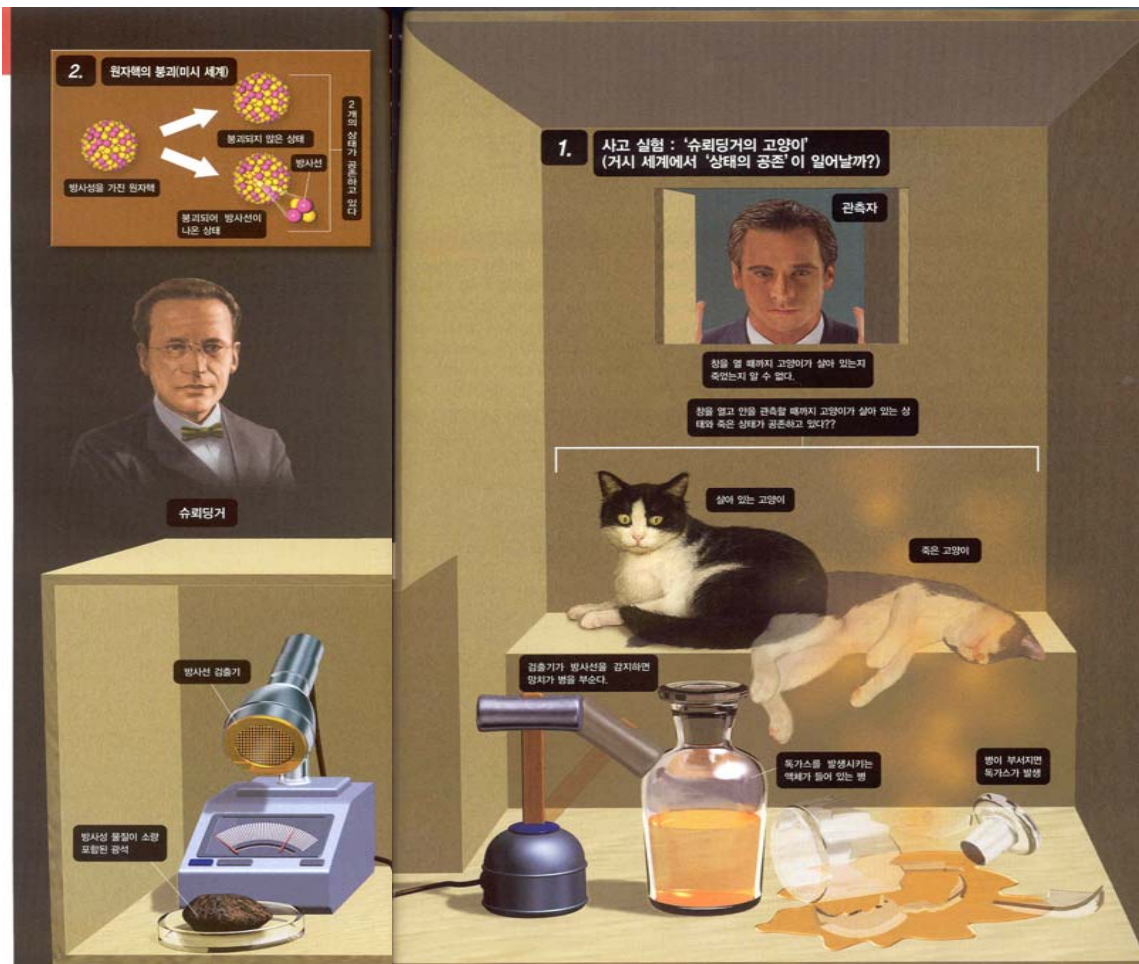 2.
원자핵의 붕괴(미시 세계)
붕괴되지 않은 상태
방사성을 가진 원자핵
방사선
붕괴되어 방사선이
나온 상태
2개의 상태가 공존하고 있다
슈뢰딩거
방사선 검출기
방사성 물질이 소량
포함된 광석
1.
사고 실험 : ‘슈뢰딩거의 고양이’
(거시 세계에서 ‘상태의 공존’이 일어날까?)
관측자
창을 열 때까지 고양이가 살아 있는지
죽었는지 알 수 없다.
창을 열고 안을 관측할 때까지 고양이가 살아 있는 상
태와 죽은 상태가 공존하고 있다??
살아 있는 고양이
죽은 고양이
검출기가 방사선을 감지하면
망치가 병을 부순다.
독가스를 발생시키는
액체가 들어 있는 병
병이 부서지면
독가스가 발생